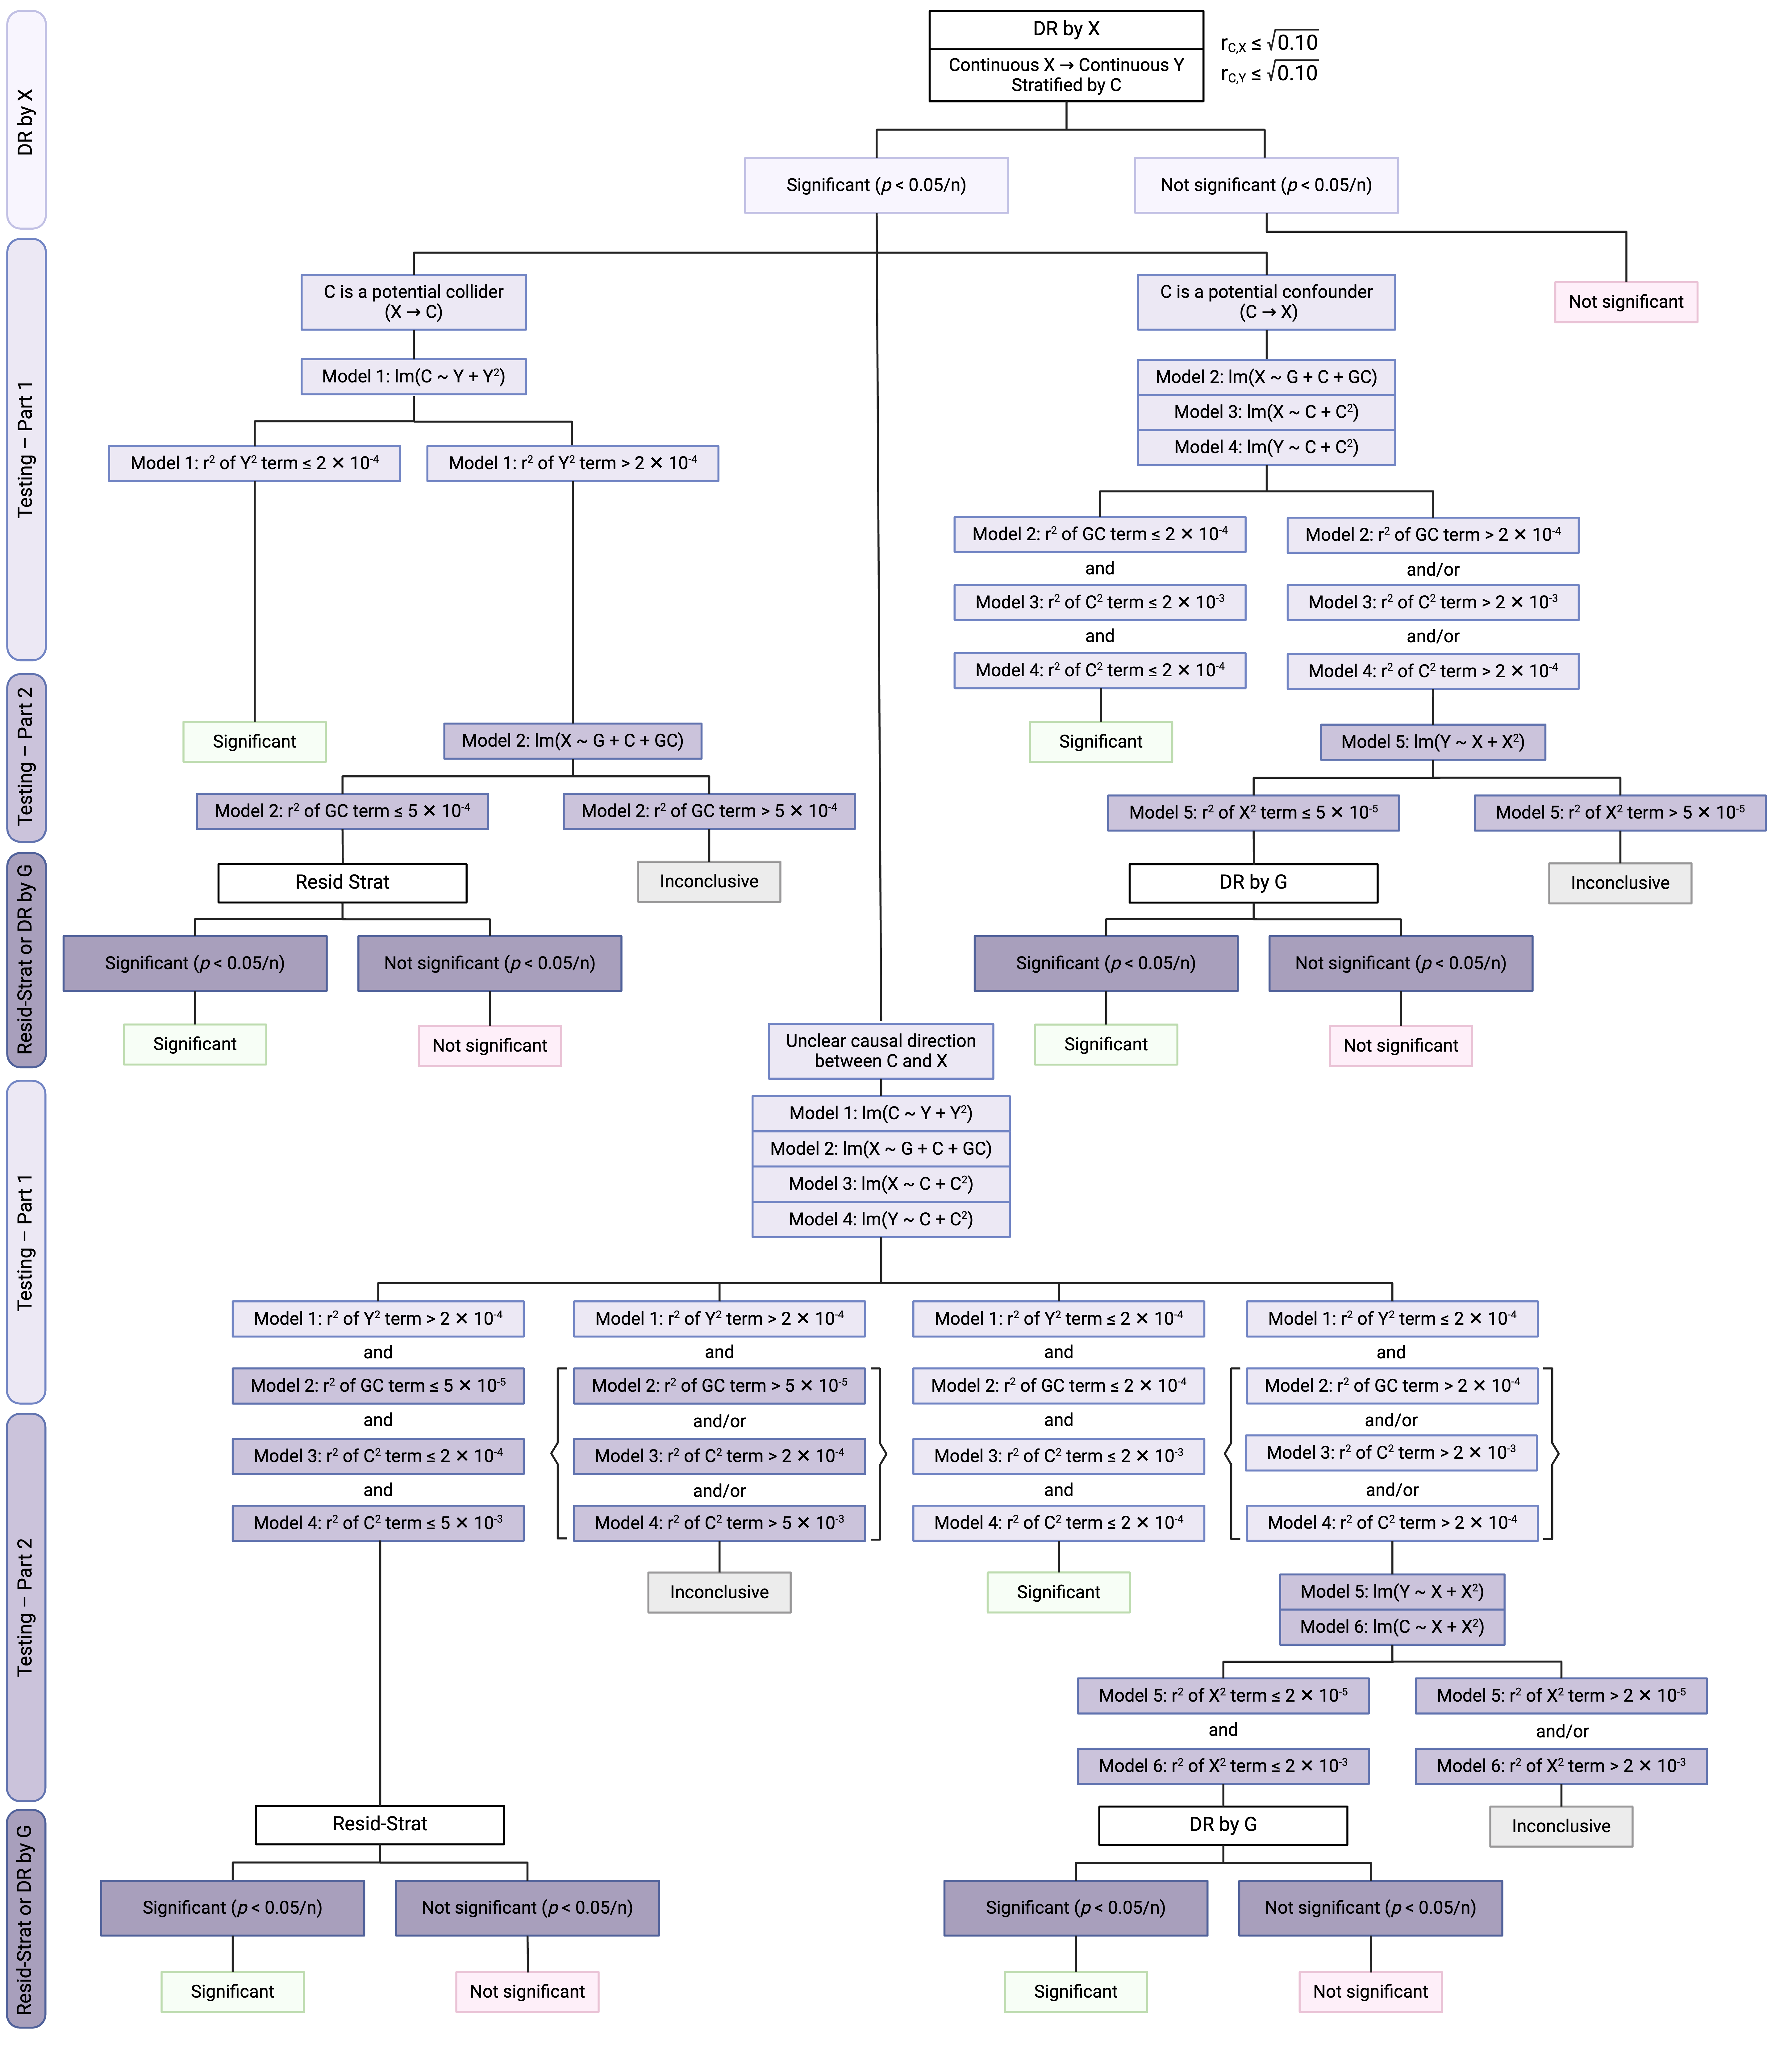 DR by X
DR by X
Continuous X → Continuous Y
Stratified by C
r_C,X ≤ √0.10
r_C,Y ≤ √0.10
Significant (p < 0.05/n)
Not significant (p < 0.05/n)
Testing – Part 1
C is a potential collider
(X → C)
C is a potential confounder
(C → X)
Not significant
Model 1: lm(C ~ Y + Y²)
Model 2: lm(X ~ G + C + GC)
Model 3: lm(X ~ C + C²)
Model 4: lm(Y ~ C + C²)
Model 1: r² of Y² term ≤ 2 × 10⁻⁴
Model 1: r² of Y² term > 2 × 10⁻⁴
Model 2: r² of GC term ≤ 2 × 10⁻⁴
Model 2: r² of GC term > 2 × 10⁻⁴
and
and/or
Model 3: r² of C² term ≤ 2 × 10⁻³
Model 3: r² of C² term > 2 × 10⁻³
and
and/or
Model 4: r² of C² term ≤ 2 × 10⁻⁴
Model 4: r² of C² term > 2 × 10⁻⁴
Testing – Part 2
Significant
Model 2: lm(X ~ G + C + GC)
Significant
Model 5: lm(Y ~ X + X²)
Model 2: r² of GC term ≤ 5 × 10⁻⁴
Model 2: r² of GC term > 5 × 10⁻⁴
Model 5: r² of X² term ≤ 5 × 10⁻⁵
Model 5: r² of X² term > 5 × 10⁻⁵
Resid-Strat or DR by G
Resid Strat
Inconclusive
DR by G
Inconclusive
Significant (p < 0.05/n)
Not significant (p < 0.05/n)
Significant (p < 0.05/n)
Not significant (p < 0.05/n)
Significant
Not significant
Significant
Not significant
Unclear causal direction
between C and X
Testing – Part 1
Model 1: lm(C ~ Y + Y²)
Model 2: lm(X ~ G + C + GC)
Model 3: lm(X ~ C + C²)
Model 4: lm(Y ~ C + C²)
Model 1: r² of Y² term > 2 × 10⁻⁴
Model 1: r² of Y² term > 2 × 10⁻⁴
Model 1: r² of Y² term ≤ 2 × 10⁻⁴
Model 1: r² of Y² term ≤ 2 × 10⁻⁴
and
and
and
and
Model 2: r² of GC term ≤ 5 × 10⁻⁵
Model 2: r² of GC term > 5 × 10⁻⁵
Model 2: r² of GC term ≤ 2 × 10⁻⁴
Model 2: r² of GC term > 2 × 10⁻⁴
and
and/or
and
and/or
Model 3: r² of C² term ≤ 2 × 10⁻⁴
Model 3: r² of C² term > 2 × 10⁻⁴
Model 3: r² of C² term ≤ 2 × 10⁻³
Model 3: r² of C² term > 2 × 10⁻³
and
and/or
and
and/or
Model 4: r² of C² term ≤ 5 × 10⁻³
Model 4: r² of C² term > 5 × 10⁻³
Model 4: r² of C² term ≤ 2 × 10⁻⁴
Model 4: r² of C² term > 2 × 10⁻⁴
Testing – Part 2
Inconclusive
Significant
Model 5: lm(Y ~ X + X²)
Model 6: lm(C ~ X + X²)
Model 5: r² of X² term ≤ 2 × 10⁻⁵
Model 5: r² of X² term > 2 × 10⁻⁵
and
and/or
Model 6: r² of X² term ≤ 2 × 10⁻³
Model 6: r² of X² term > 2 × 10⁻³
Resid-Strat or DR by G
Resid-Strat
DR by G
Inconclusive
Significant (p < 0.05/n)
Not significant (p < 0.05/n)
Significant (p < 0.05/n)
Not significant (p < 0.05/n)
Significant
Not significant
Significant
Not significant